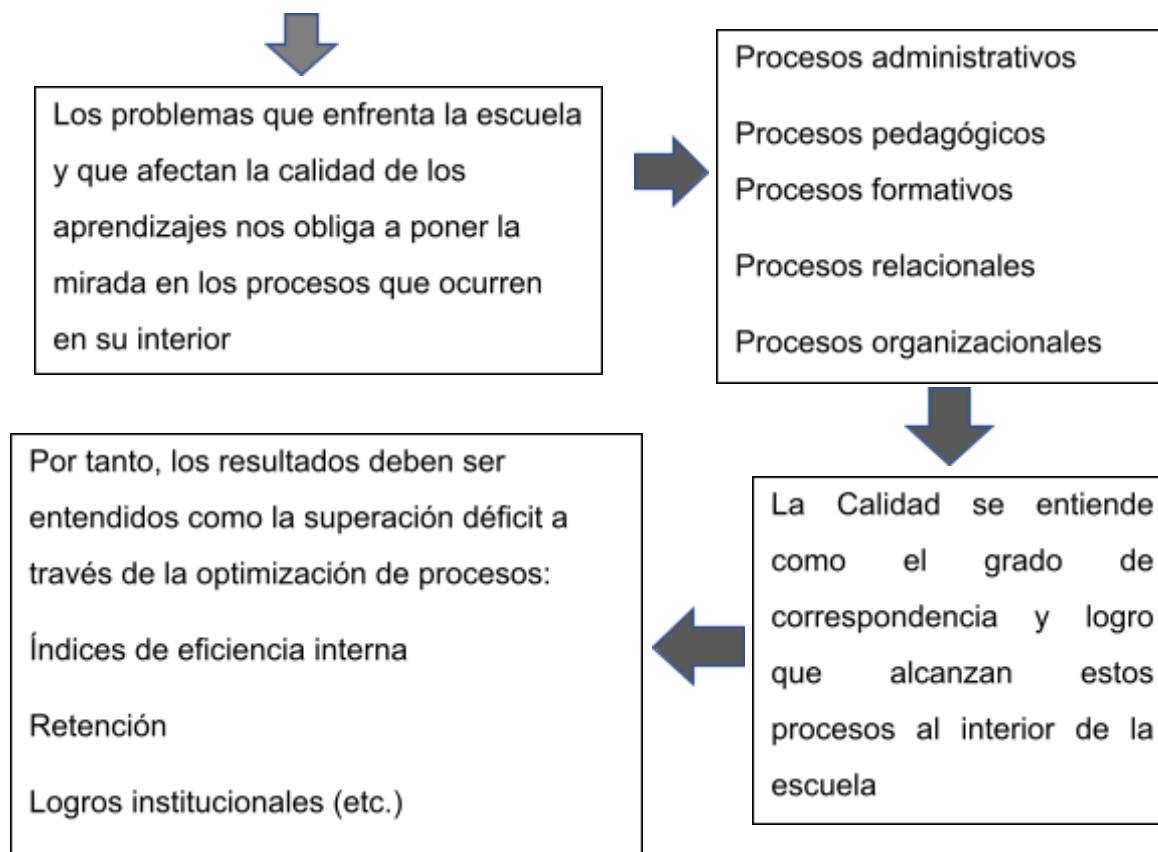 Los problemas que enfrenta la escuela
y que afectan la calidad de los
aprendizajes nos obliga a poner la
mirada en los procesos que ocurren
en su interior
Procesos administrativos
Procesos pedagógicos
Procesos formativos
Procesos relacionales
Procesos organizacionales
La Calidad se entiende
como el grado de
correspondencia y logro
que alcanzan estos
procesos al interior de la
escuela
Por tanto, los resultados deben ser
entendidos como la superación déficit a
través de la optimización de procesos:
Índices de eficiencia interna
Retención
Logros institucionales (etc.)